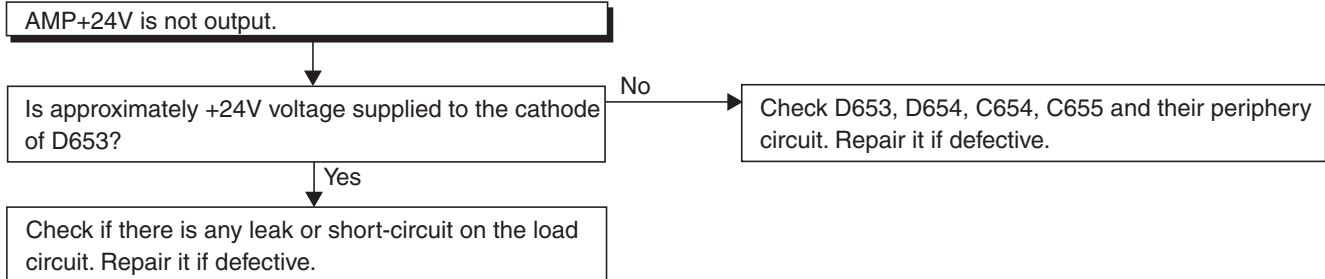 AMP+24V is not output.
Is approximately +24V voltage supplied to the cathode
of D653?
No
Check D653, D654, C654, C655 and their periphery
circuit. Repair it if defective.
Yes
Check if there is any leak or short-circuit on the load
circuit. Repair it if defective.